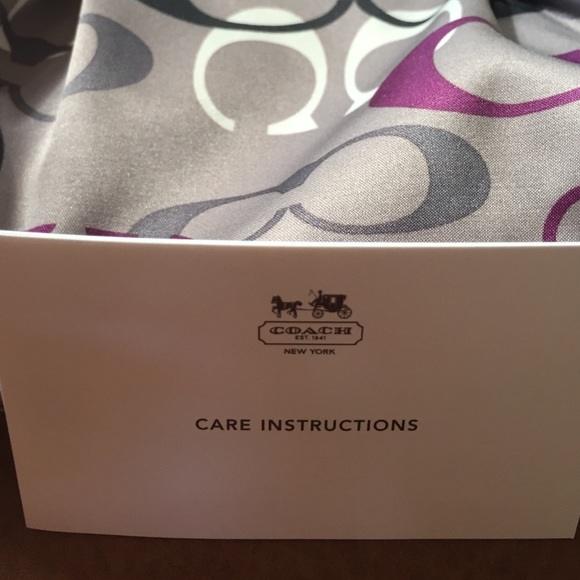 COACH
EST. 1941
NEW YORK
CARE INSTRUCTIONS